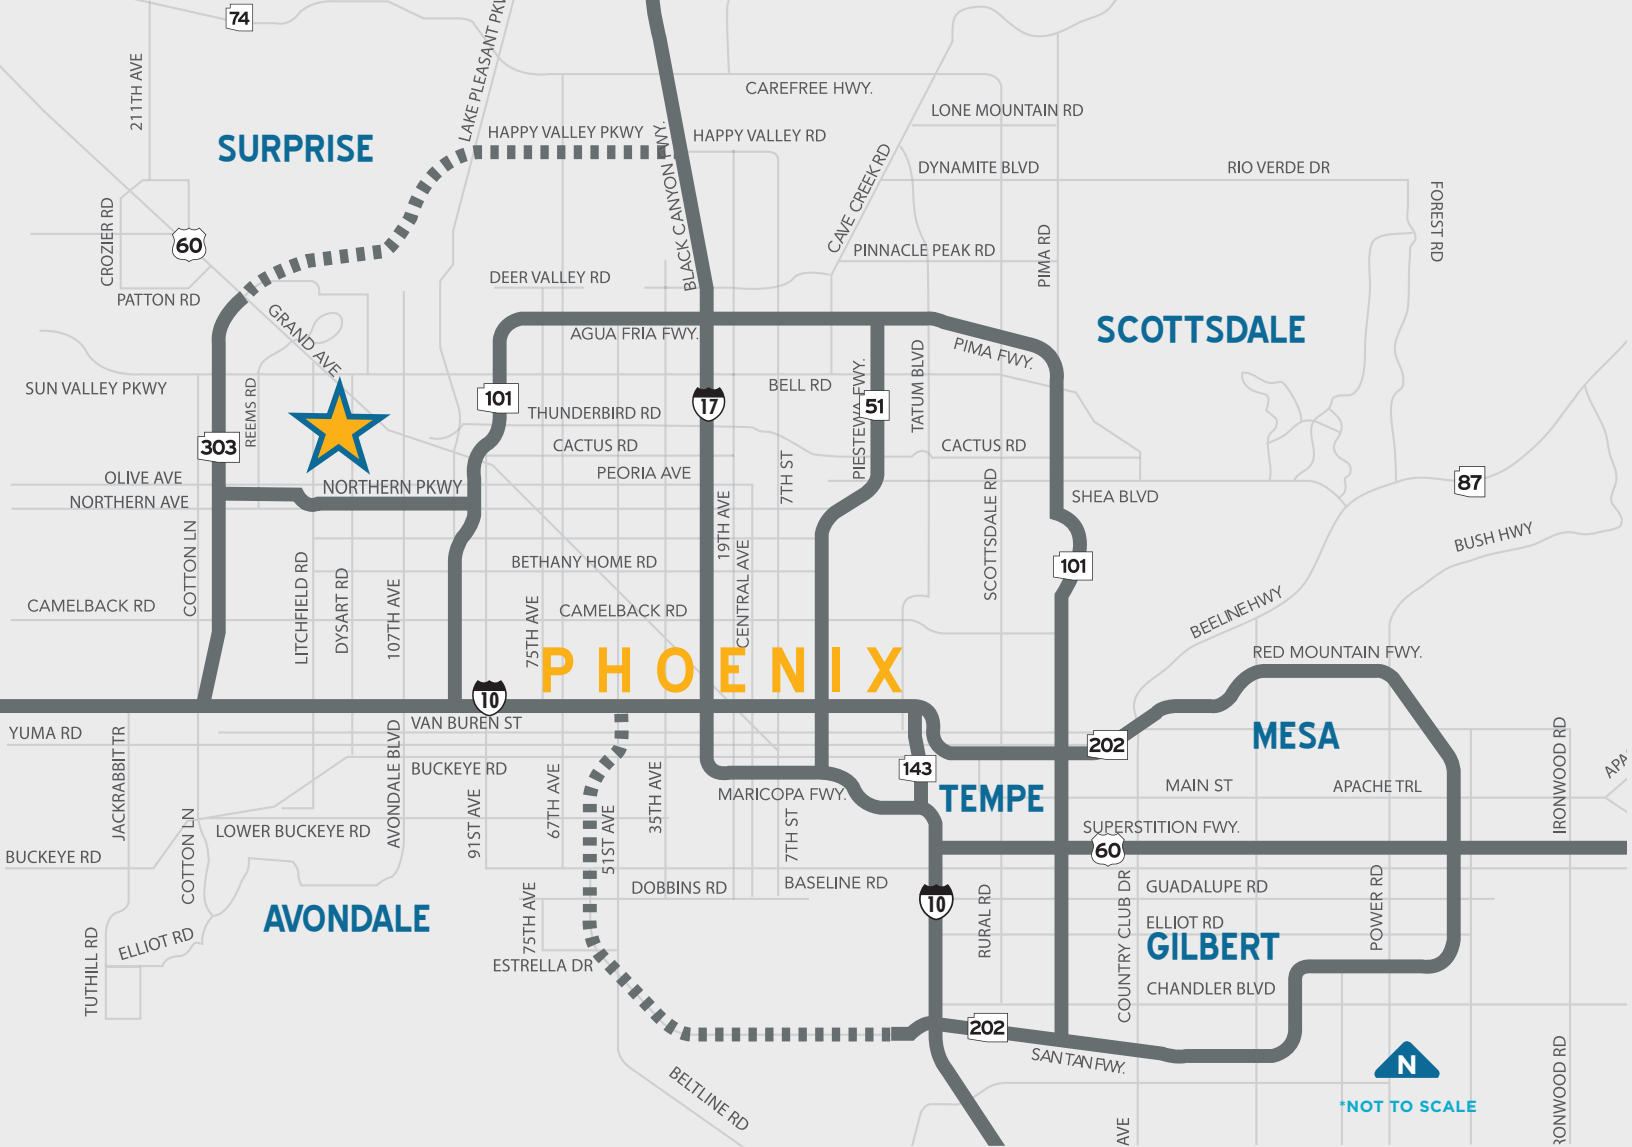 74
211TH AVE
LAKE PLEASANT PKWY
CAREFREE HWY.
LONE MOUNTAIN RD
SURPRISE
HAPPY VALLEY PKWY
BLACK CANYON FWY.
HAPPY VALLEY RD
CAVE CREEK RD
DYNAMITE BLVD
RIO VERDE DR
FOREST RD
CROZIER RD
60
PINNACLE PEAK RD
PIMA RD
PATTON RD
DEER VALLEY RD
GRAND AVE
AGUA FRIA FWY.
PIMA FWY.
SCOTTSDALE
SUN VALLEY PKWY
REEMS RD
101
THUNDERBIRD RD
17
BELL RD
PIESTEWA FWY.
51
TATUM BLVD
303
CACTUS RD
CACTUS RD
OLIVE AVE
PEORIA AVE
7TH ST
SCOTTSDALE RD
87
NORTHERN AVE
NORTHERN PKWY
SHEA BLVD
COTTON LN
19TH AVE
BUSH HWY
LITCHFIELD RD
DYSART RD
107TH AVE
BETHANY HOME RD
CENTRAL AVE
101
CAMELBACK RD
75TH AVE
CAMELBACK RD
BEELINE HWY
PHOENIX
RED MOUNTAIN FWY.
10
VAN BUREN ST
YUMA RD
JACKRABBIT TR
AVONDALE BLVD
202
MESA
IRONWOOD RD
BUCKEYE RD
143
MAIN ST
APACHE TRL
APA
91ST AVE
67TH AVE
51ST AVE
35TH AVE
MARICOPA FWY.
7TH ST
TEMPE
COTTON LN
LOWER BUCKEYE RD
SUPERSTITION FWY.
BUCKEYE RD
60
DOBBINS RD
BASELINE RD
10
RURAL RD
COUNTRY CLUB DR
GUADALUPE RD
POWER RD
AVONDALE
75TH AVE
ELLIOT RD
TUTHILL RD
ELLIOT RD
GILBERT
ESTRELLA DR
CHANDLER BLVD
202
SAN TAN FWY.
BELTLINE RD
N
*NOT TO SCALE
AVE
RONWOOD RD